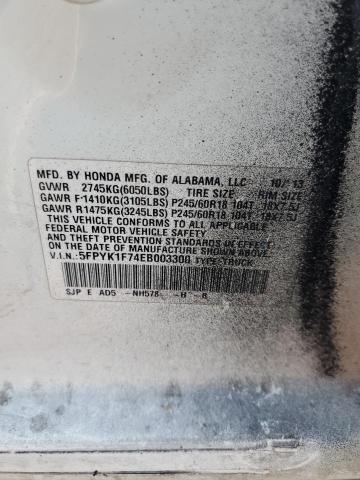 MFD. BY HONDA MFG. OF ALABAMA, LLC 10/13
GVWR 2745KG(6050LBS) TIRE SIZE RIM SIZE
GAWR F1410KG(3105LBS) P245/60R18 104T 18X7.5J
GAWR R1475KG(3245LBS) P245/60R18 104T 18X7.5J
THIS VEHICLE CONFORMS TO ALL APPLICABLE
FEDERAL MOTOR VEHICLE SAFETY AND
THEFT PREVENTION STANDARDS IN EFFECT
ON THE DATE OF MANUFACTURE SHOWN ABOVE.
V.I.N.:5FPYK1F74EB003300 TYPE:TRUCK
SJP E AD5 -NH578 -H -B